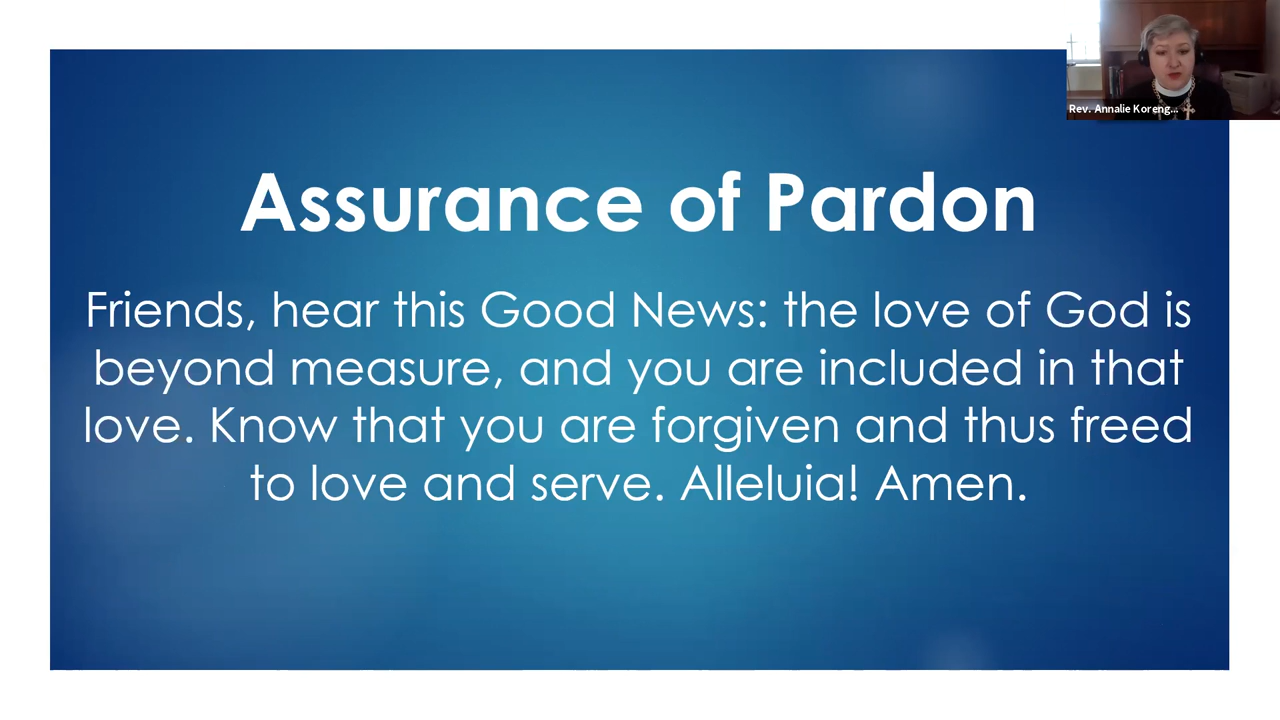 Rev. Annalie Koreng...
Assurance of Pardon
Friends, hear this Good News: the love of God is
beyond measure, and you are included in that
love. Know that you are forgiven and thus freed
to love and serve. Alleluia! Amen.